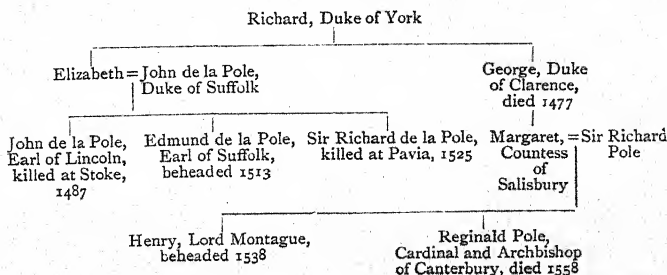 Richard, Duke of York
Elizabeth = John de la Pole,
Duke of Suffolk
George, Duke
of Clarence,
died 1477
John de la Pole,
Earl of Lincoln,
killed at Stoke,
1487
Edmund de la Pole,
Earl of Suffolk,
beheaded 1513
Sir Richard de la Pole,
killed at Pavia, 1525
Margaret, = Sir Richard
Countess Pole
of
Salisbury
Henry, Lord Montague,
beheaded 1538
Reginald Pole,
Cardinal and Archbishop
of Canterbury, died 1558